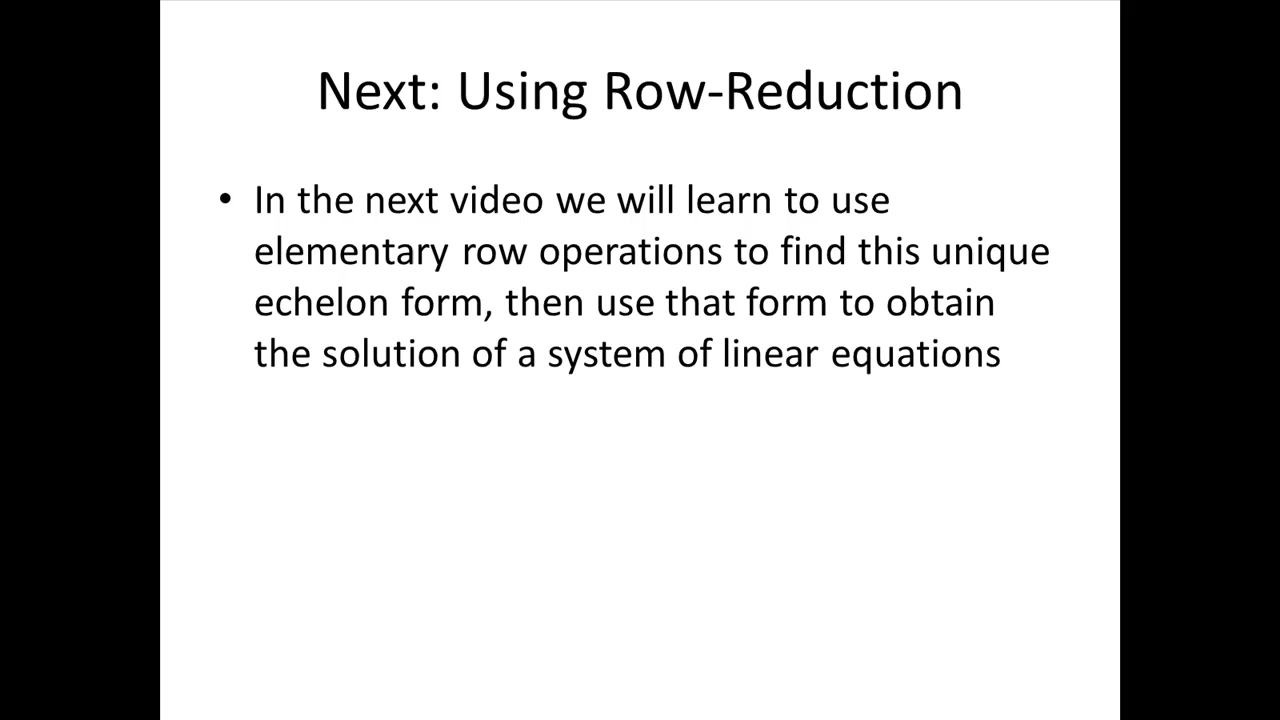 Next: Using Row-Reduction
• In the next video we will learn to use
elementary row operations to find this unique
echelon form, then use that form to obtain
the solution of a system of linear equations